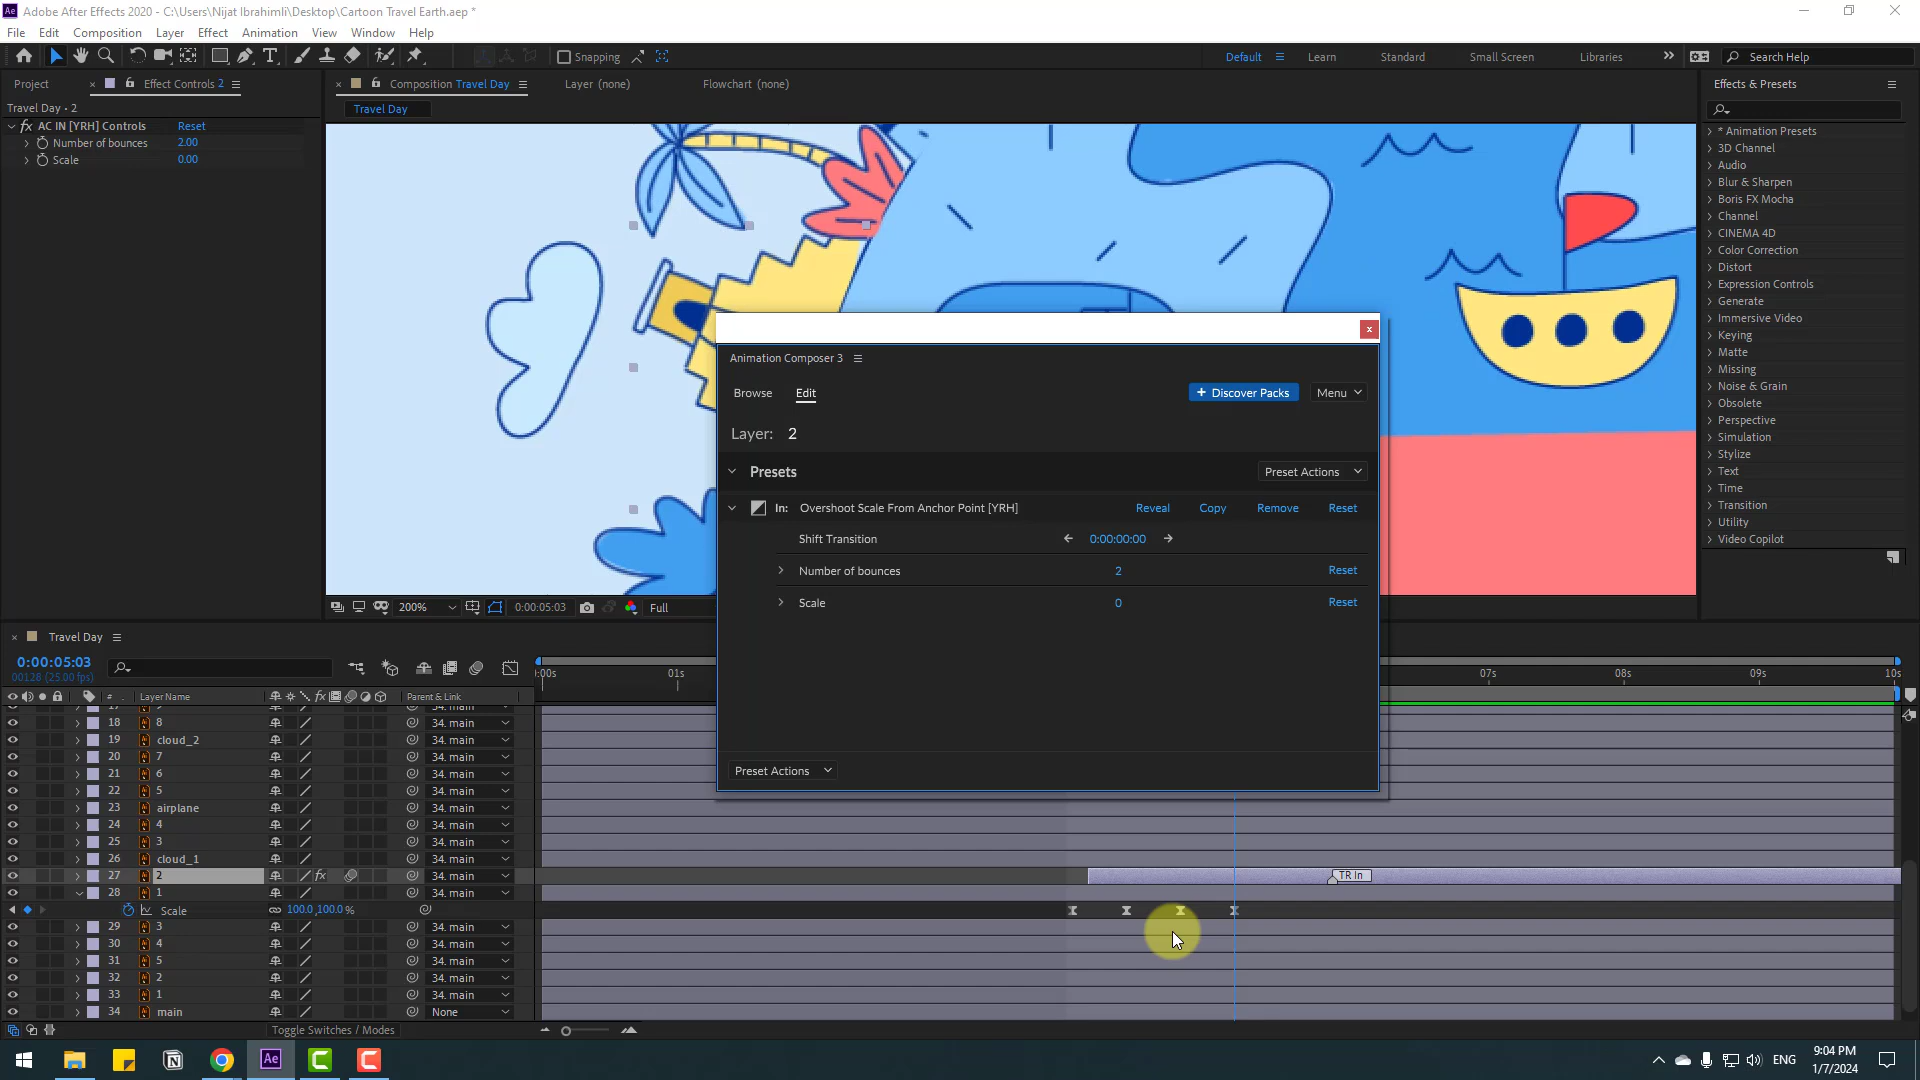 Adobe After Effects 2020 - C:\Users\Nijat Ibrahimli\Desktop\Cartoon Travel Earth.aep *
File Edit Composition Layer Effect Animation View Window Help
Snapping
Default Learn Standard Small Screen Libraries Search Help
Project Effect Controls 2
Composition Travel Day Layer (none) Flowchart (none)
Effects & Presets
Travel Day • 2
Travel Day
fx AC IN [YRH] Controls Reset
Number of bounces 2.00
Scale 0.00
* Animation Presets
3D Channel
Audio
Blur & Sharpen
Boris FX Mocha
Channel
CINEMA 4D
Color Correction
Distort
Expression Controls
Generate
Immersive Video
Keying
Matte
Missing
Noise & Grain
Obsolete
Perspective
Simulation
Stylize
Text
Time
Transition
Utility
Video Copilot
Animation Composer 3
Browse Edit + Discover Packs Menu
Layer: 2
Presets Preset Actions
In: Overshoot Scale From Anchor Point [YRH] Reveal Copy Remove Reset
Shift Transition 0:00:00:00
Number of bounces 2 Reset
Scale 0 Reset
Preset Actions
200% 0:00:05:03 Full
Travel Day
0:00:05:03
00128 (25.00 fps)
:00s 01s 07s 08s 09s 10s
# Layer Name fx Parent & Link
18 8 34. main
19 cloud_2 34. main
20 7 34. main
21 6 34. main
22 5 34. main
23 airplane 34. main
24 4 34. main
25 3 34. main
26 cloud_1 34. main
27 2 fx 34. main TR In
28 1 34. main
Scale 100.0,100.0%
29 3 34. main
30 4 34. main
31 5 34. main
32 2 34. main
33 1 34. main
34 main None
Toggle Switches / Modes
Ae
ENG
9:04 PM
1/7/2024